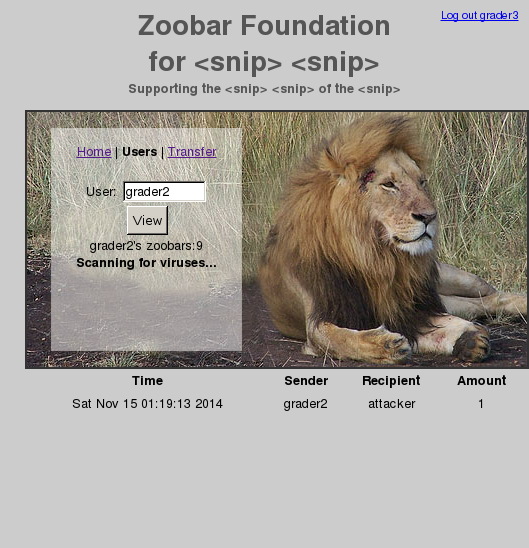 Log out grader3
Zoobar Foundation
for <snip> <snip>
Supporting the <snip> <snip> of the <snip>
Home | Users | Transfer
User: grader2
View
grader2's zoobars:9
Scanning for viruses...
Time Sender Recipient Amount
Sat Nov 15 01:19:13 2014 grader2 attacker 1